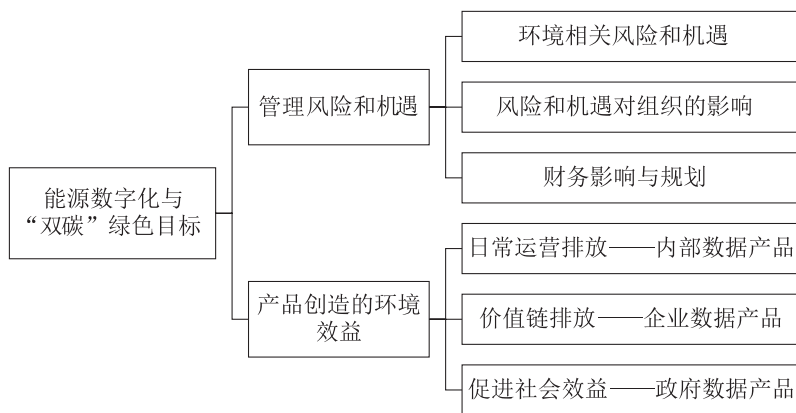 能源数字化与
“双碳”绿色目标
管理风险和机遇
环境相关风险和机遇
风险和机遇对组织的影响
财务影响与规划
产品创造的环境
效益
日常运营排放——内部数据产品
价值链排放——企业数据产品
促进社会效益——政府数据产品